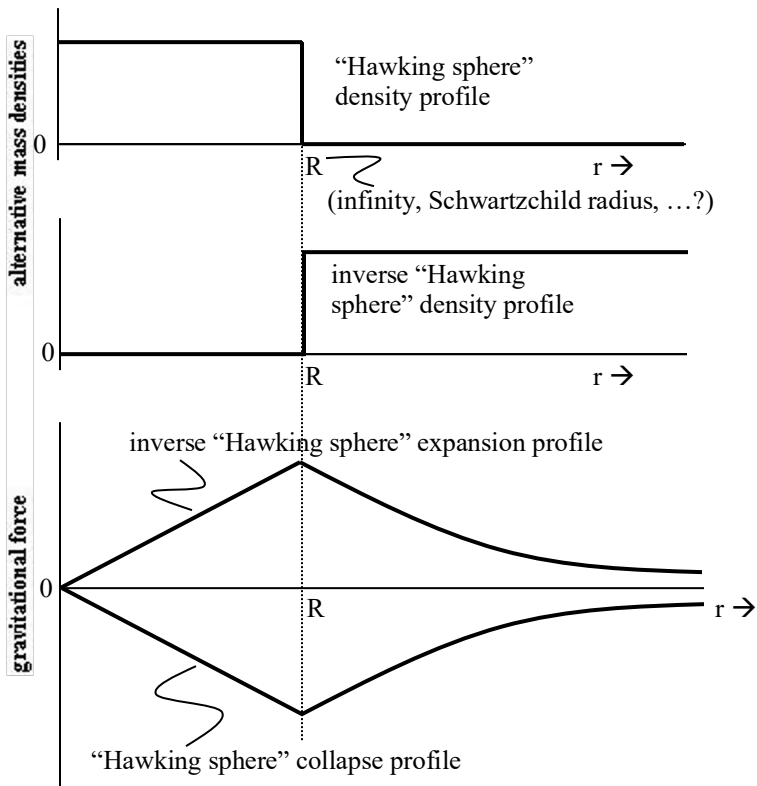 alternative mass densities
“Hawking sphere”
density profile
0
R
r →
(infinity, Schwartzchild radius, …?)
inverse “Hawking
sphere” density profile
0
R
r →
gravitational force
inverse “Hawking sphere” expansion profile
0
R
r →
“Hawking sphere” collapse profile